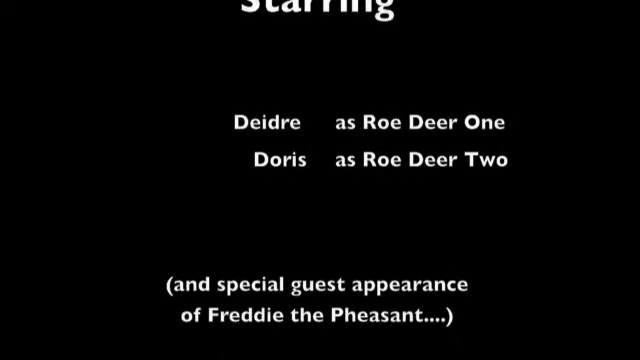 Starring
Deidre as Roe Deer One
Doris as Roe Deer Two
(and special guest appearance
of Freddie the Pheasant....)